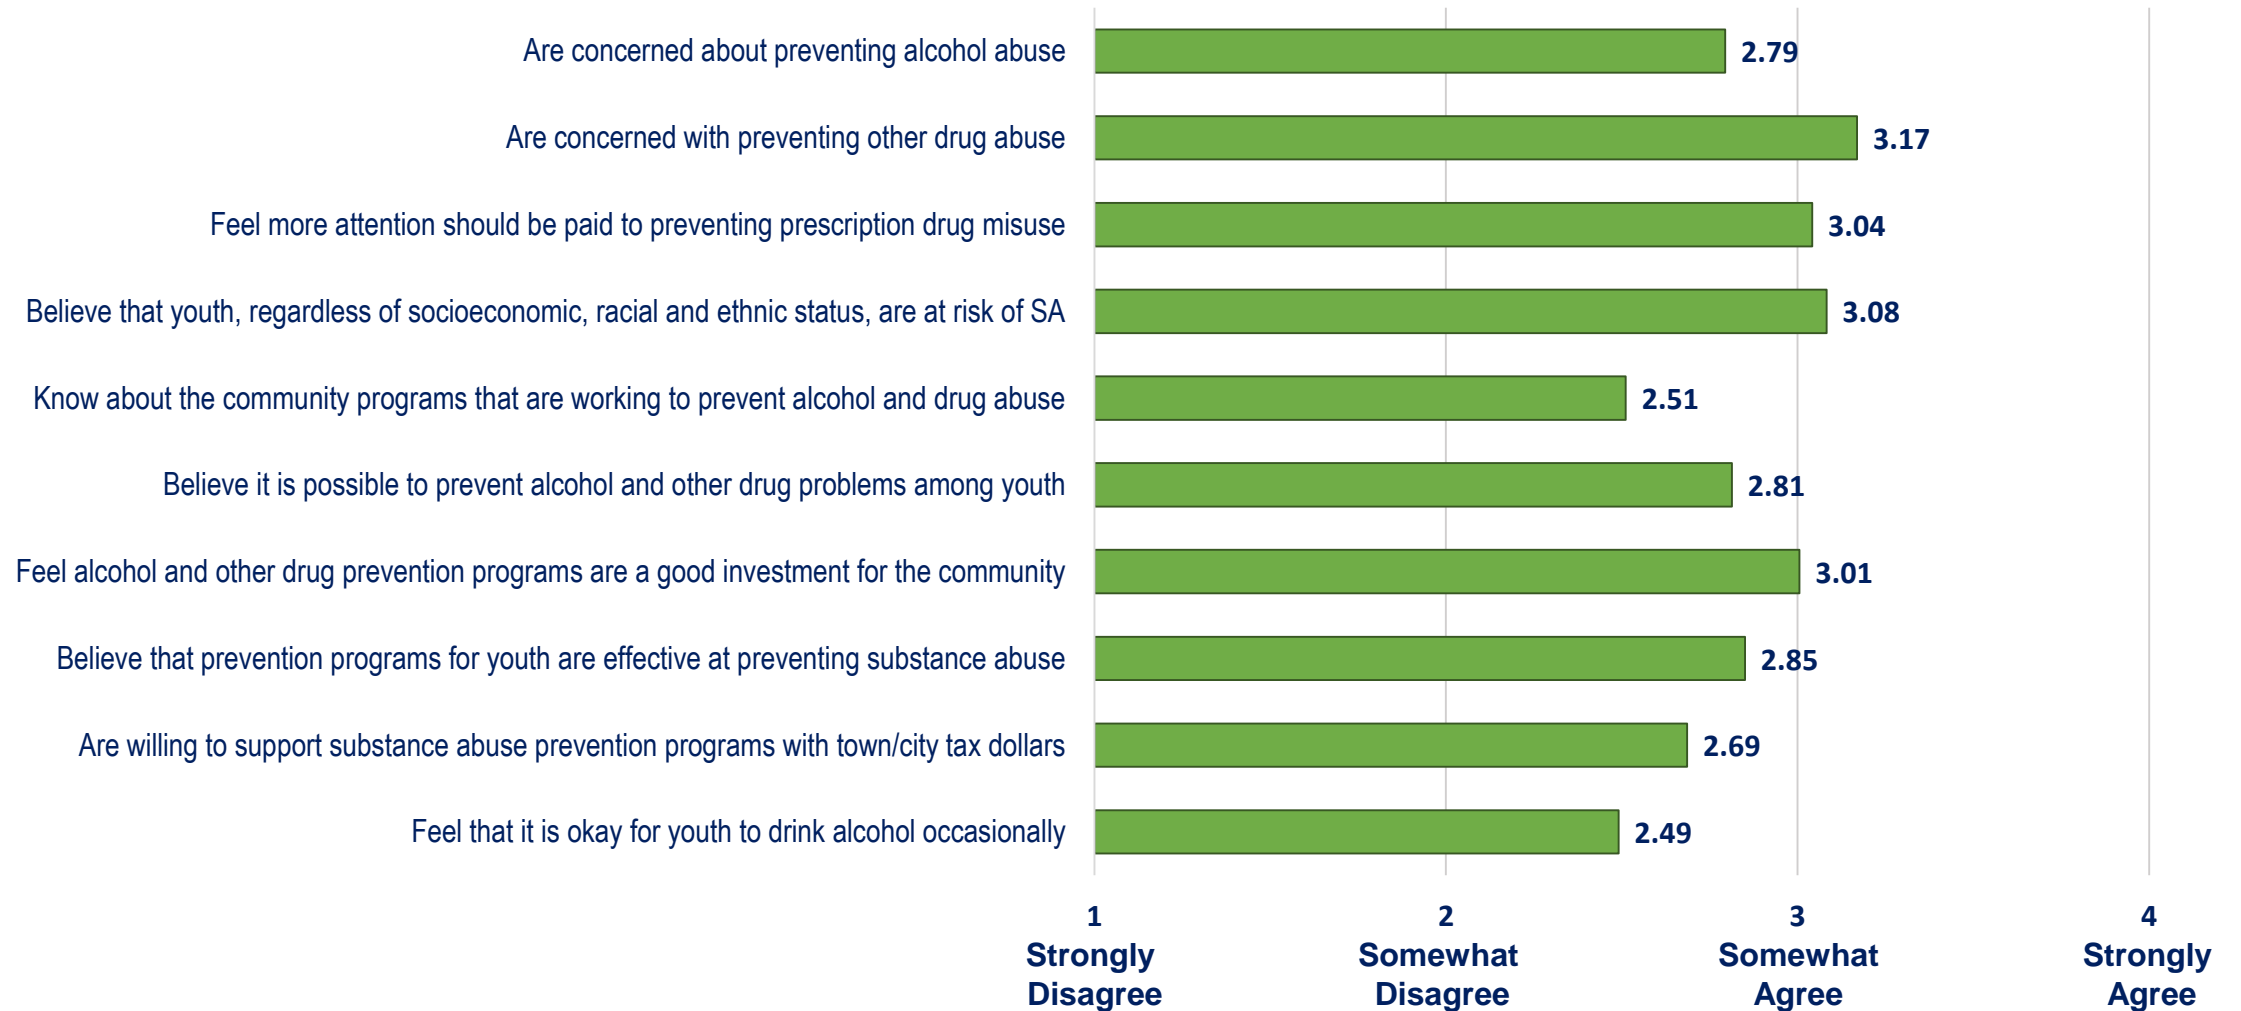 Are concerned about preventing alcohol abuse 2.79
Are concerned with preventing other drug abuse 3.17
Feel more attention should be paid to preventing prescription drug misuse 3.04
Believe that youth, regardless of socioeconomic, racial and ethnic status, are at risk of SA 3.08
Know about the community programs that are working to prevent alcohol and drug abuse 2.51
Believe it is possible to prevent alcohol and other drug problems among youth 2.81
Feel alcohol and other drug prevention programs are a good investment for the community 3.01
Believe that prevention programs for youth are effective at preventing substance abuse 2.85
Are willing to support substance abuse prevention programs with town/city tax dollars 2.69
Feel that it is okay for youth to drink alcohol occasionally 2.49
1 2 3 4
Strongly Somewhat Somewhat Strongly
Disagree Disagree Agree Agree